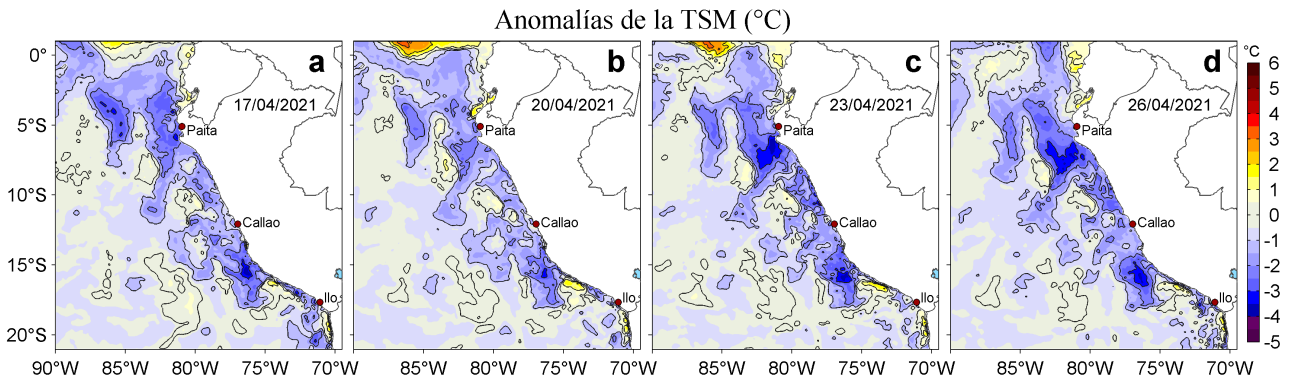 Anomalías de la TSM (°C)
a
17/04/2021
Paita
Callao
Ilo
b
20/04/2021
Paita
Callao
Ilo
c
23/04/2021
Paita
Callao
Ilo
d
26/04/2021
Paita
Callao
Ilo
0°
5°S
10°S
15°S
20°S
90°W 85°W 80°W 75°W 70°W
85°W 80°W 75°W 70°W
85°W 80°W 75°W 70°W
85°W 80°W 75°W 70°W
°C
6
5
4
3
2
1
0
-1
-2
-3
-4
-5